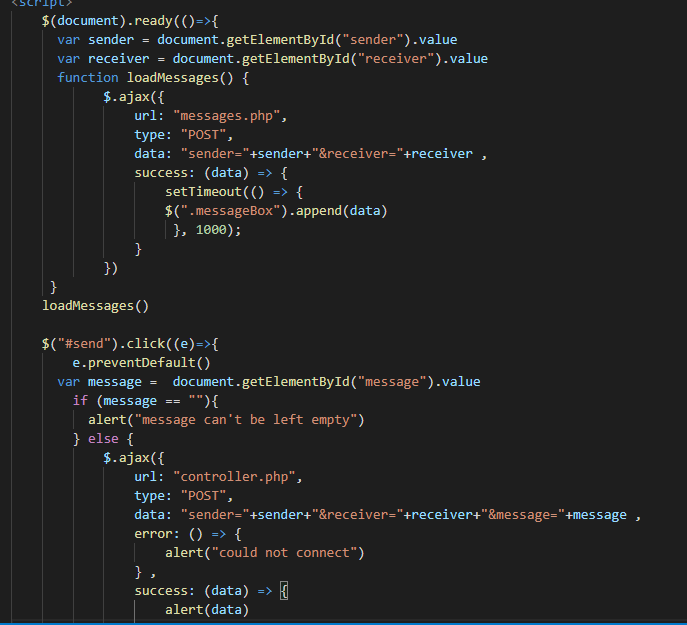 <script>
$(document).ready(()=>{
var sender = document.getElementById("sender").value
var receiver = document.getElementById("receiver").value
function loadMessages() {
$.ajax({
url: "messages.php",
type: "POST",
data: "sender="+sender+"&receiver="+receiver ,
success: (data) => {
setTimeout(() => {
$(".messageBox").append(data)
}, 1000);
}
})
}
loadMessages()
$("#send").click((e)=>{
e.preventDefault()
var message =  document.getElementById("message").value
if (message == ""){
alert("message can't be left empty")
} else {
$.ajax({
url: "controller.php",
type: "POST",
data: "sender="+sender+"&receiver="+receiver+"&message="+message ,
error: () => {
alert("could not connect")
} ,
success: (data) => {
alert(data)